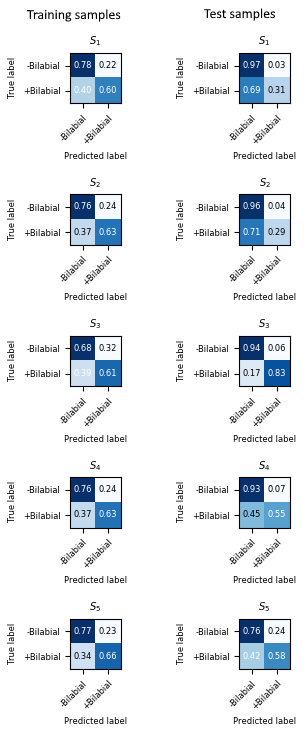 Training samples
Test samples
S1
True label
-Bilabial
0.78 0.22
+Bilabial
0.40 0.60
-Bilabial
+Bilabial
Predicted label
S1
True label
-Bilabial
0.97 0.03
+Bilabial
0.69 0.31
-Bilabial
+Bilabial
Predicted label
S2
True label
-Bilabial
0.76 0.24
+Bilabial
0.37 0.63
-Bilabial
+Bilabial
Predicted label
S2
True label
-Bilabial
0.96 0.04
+Bilabial
0.71 0.29
-Bilabial
+Bilabial
Predicted label
S3
True label
-Bilabial
0.68 0.32
+Bilabial
0.39 0.61
-Bilabial
+Bilabial
Predicted label
S3
True label
-Bilabial
0.94 0.06
+Bilabial
0.17 0.83
-Bilabial
+Bilabial
Predicted label
S4
True label
-Bilabial
0.76 0.24
+Bilabial
0.37 0.63
-Bilabial
+Bilabial
Predicted label
S4
True label
-Bilabial
0.93 0.07
+Bilabial
0.45 0.55
-Bilabial
+Bilabial
Predicted label
S5
True label
-Bilabial
0.77 0.23
+Bilabial
0.34 0.66
-Bilabial
+Bilabial
Predicted label
S5
True label
-Bilabial
0.76 0.24
+Bilabial
0.42 0.58
-Bilabial
+Bilabial
Predicted label